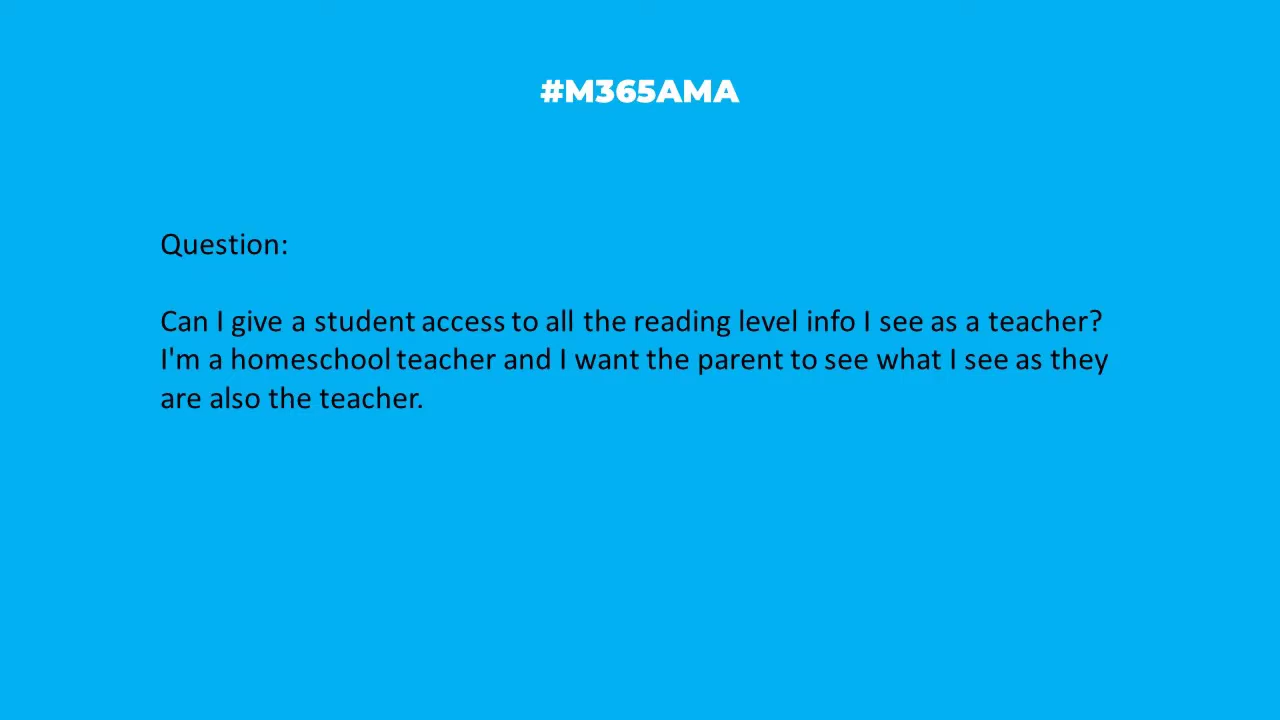 #M365AMA
Question:
Can I give a student access to all the reading level info I see as a teacher?
I'm a homeschool teacher and I want the parent to see what I see as they
are also the teacher.